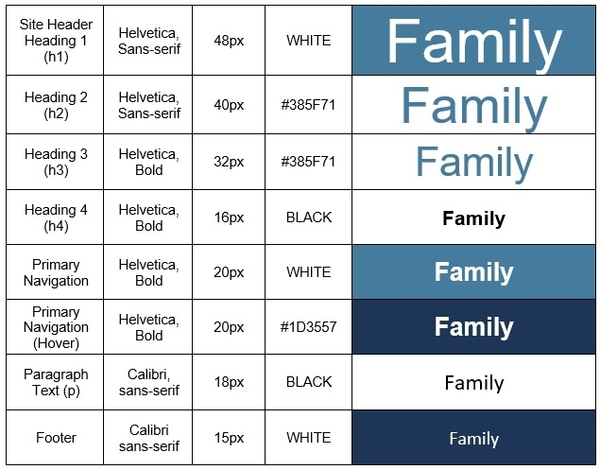 Site Header
Heading 1
(h1)
Helvetica,
Sans-serif
48px
WHITE
Family
Heading 2
(h2)
Helvetica,
Sans-serif
40px
#385F71
Family
Heading 3
(h3)
Helvetica,
Bold
32px
#385F71
Family
Heading 4
(h4)
Helvetica,
Bold
16px
BLACK
Family
Primary
Navigation
Helvetica,
Bold
20px
WHITE
Family
Primary
Navigation
(Hover)
Helvetica,
Bold
20px
#1D3557
Family
Paragraph
Text (p)
Calibri,
sans-serif
18px
BLACK
Family
Footer
Calibri
sans-serif
15px
WHITE
Family